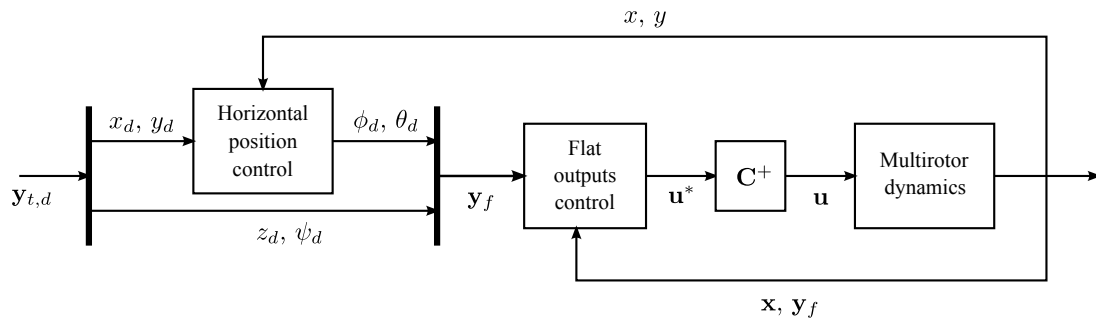 x, y
Horizontal
position
control
x_d, y_d
ϕ_d, θ_d
y_{t,d}
z_d, ψ_d
y_f
Flat
outputs
control
u*
C⁺
u
Multirotor
dynamics
x, y_f